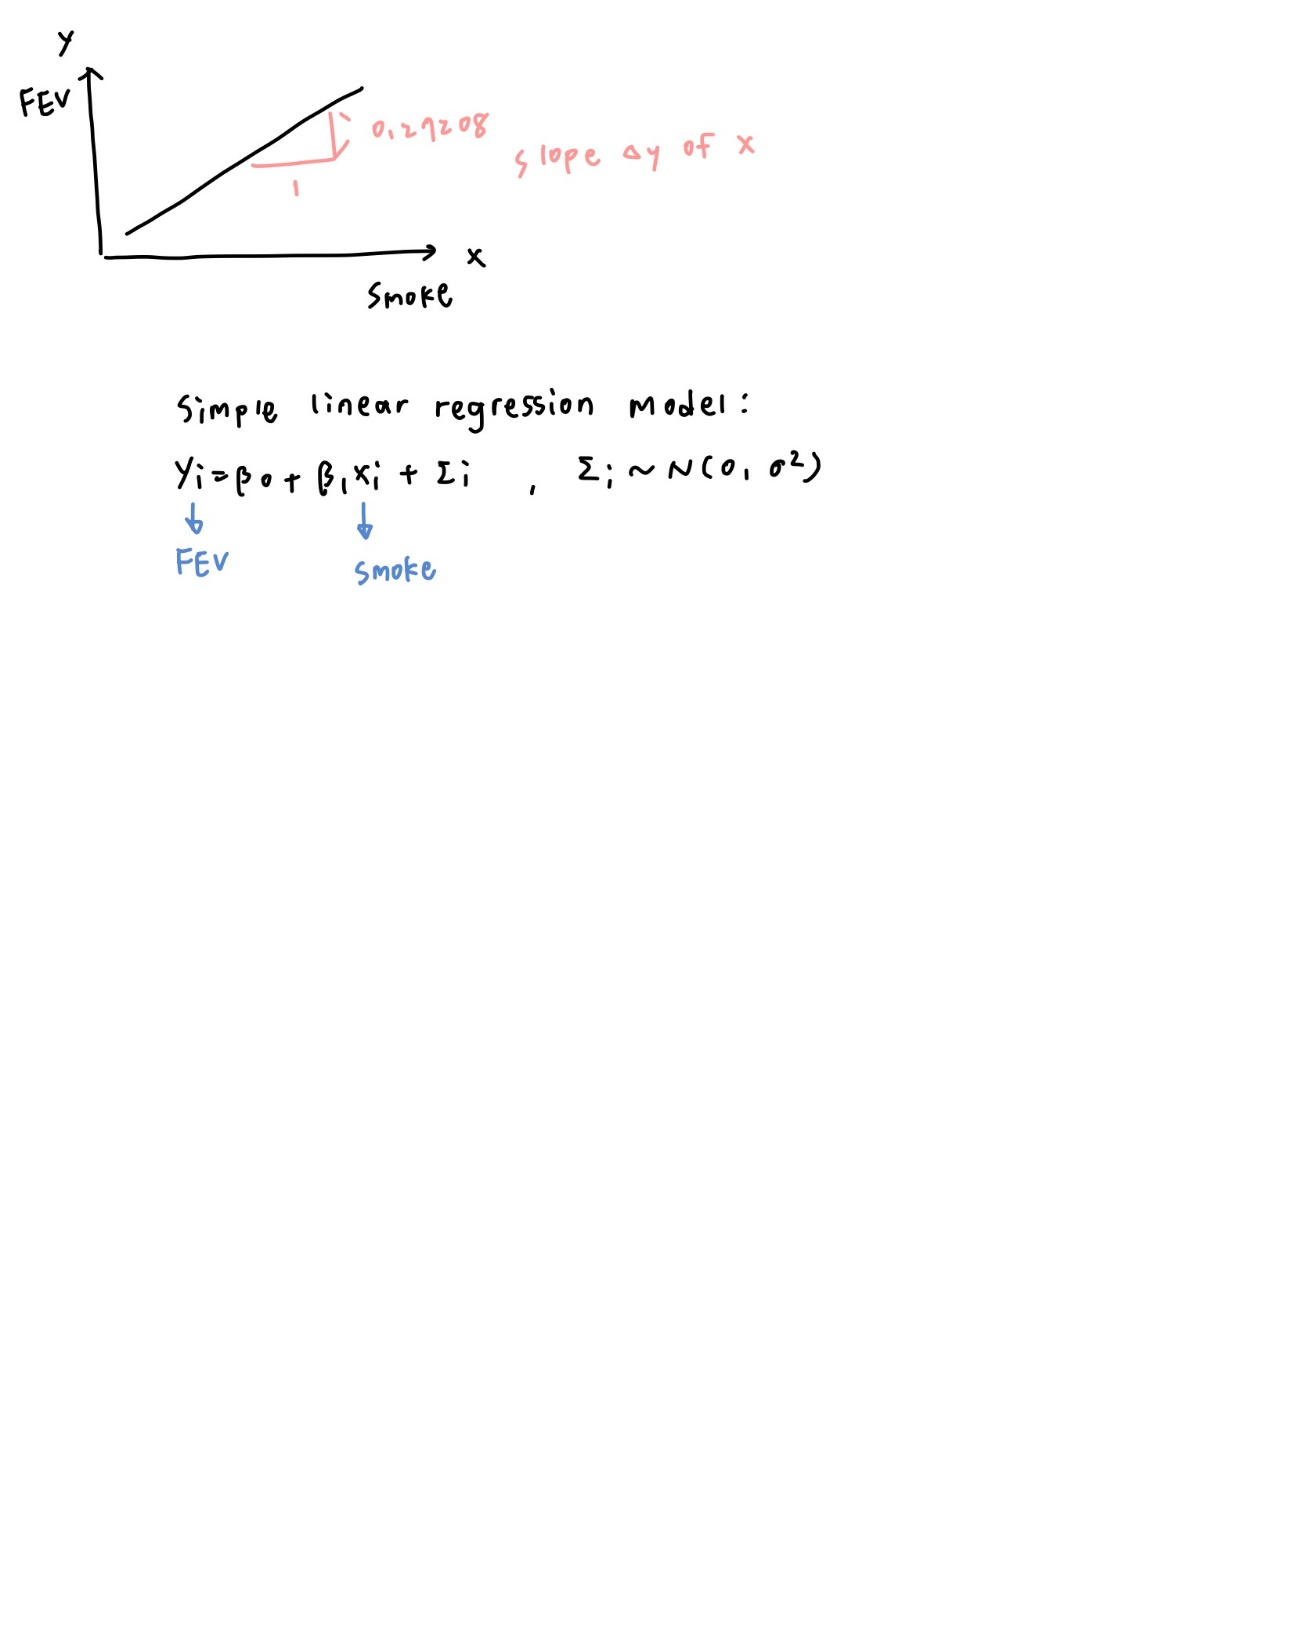 y
FEV
0,29208
slope Δy of x
1
x
Smoke
Simple linear regression model:
Yi = β0 + β1xi + Σi , Σi ~ N(0, σ²)
FEV smoke